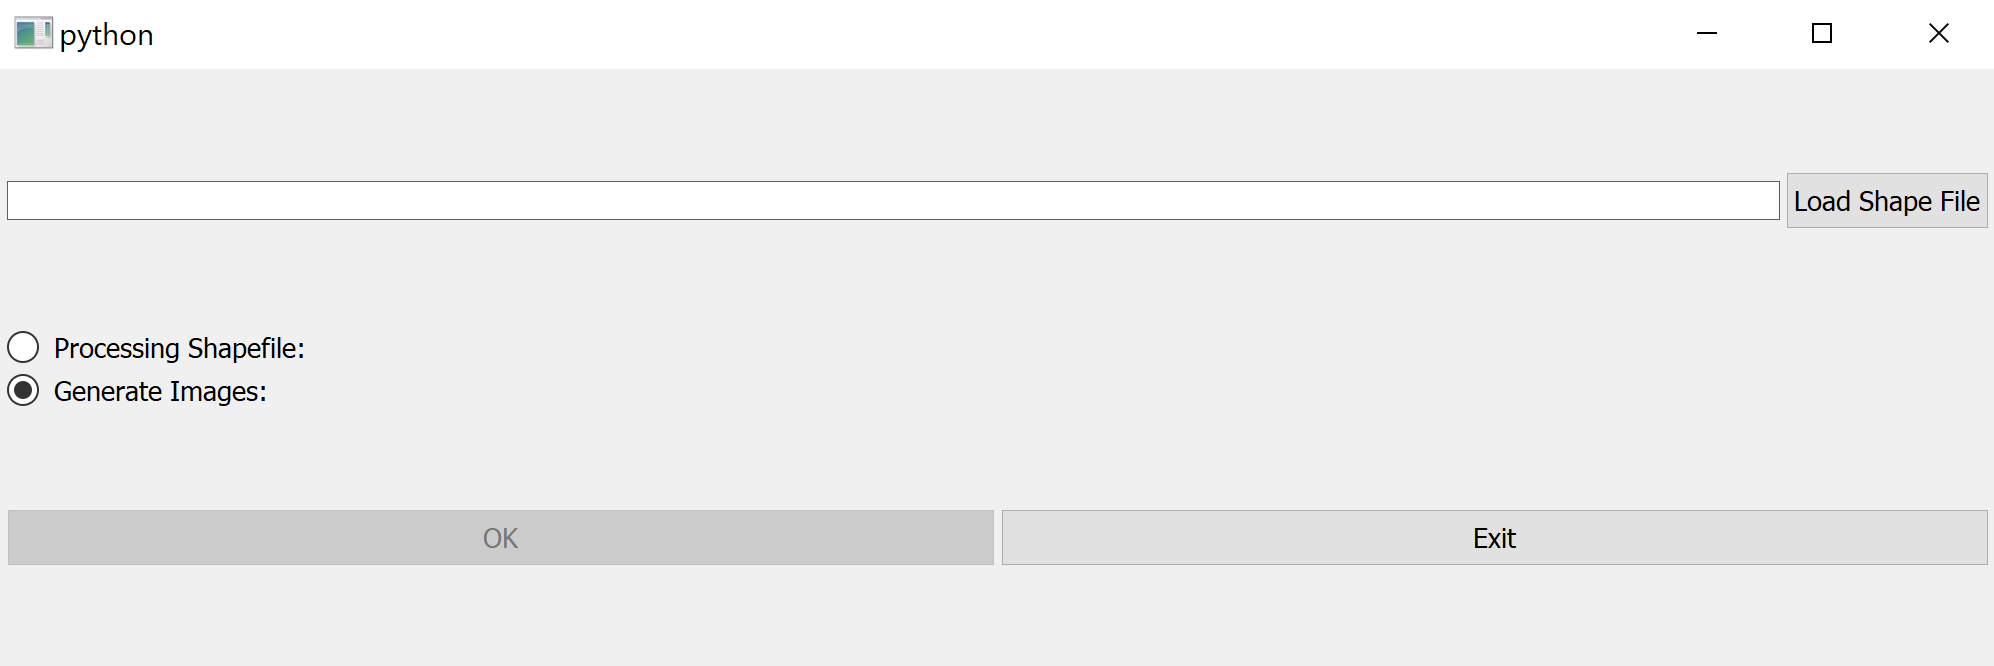 python
Load Shape File
Processing Shapefile:
Generate Images:
OK
Exit